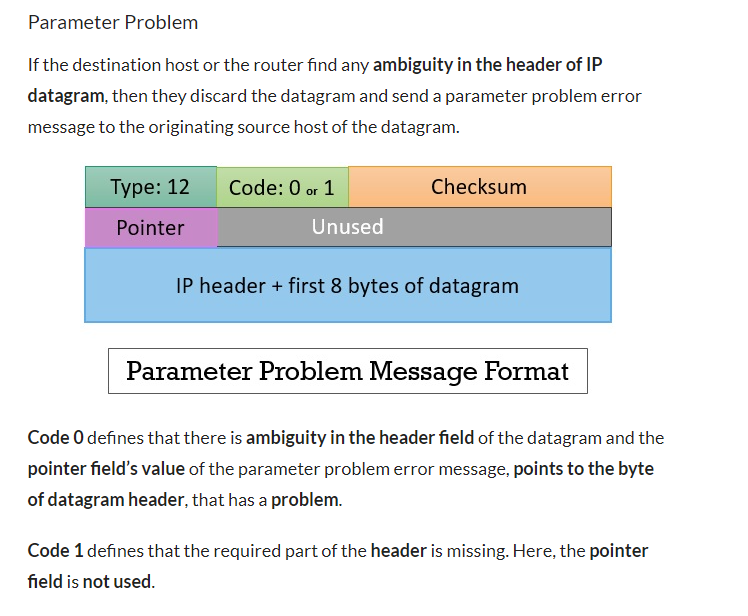 Parameter Problem
If the destination host or the router find any ambiguity in the header of IP
datagram, then they discard the datagram and send a parameter problem error
message to the originating source host of the datagram.
Type: 12 Code: 0 or 1 Checksum
Pointer Unused
IP header + first 8 bytes of datagram
Parameter Problem Message Format
Code 0 defines that there is ambiguity in the header field of the datagram and the
pointer field’s value of the parameter problem error message, points to the byte
of datagram header, that has a problem.
Code 1 defines that the required part of the header is missing. Here, the pointer
field is not used.